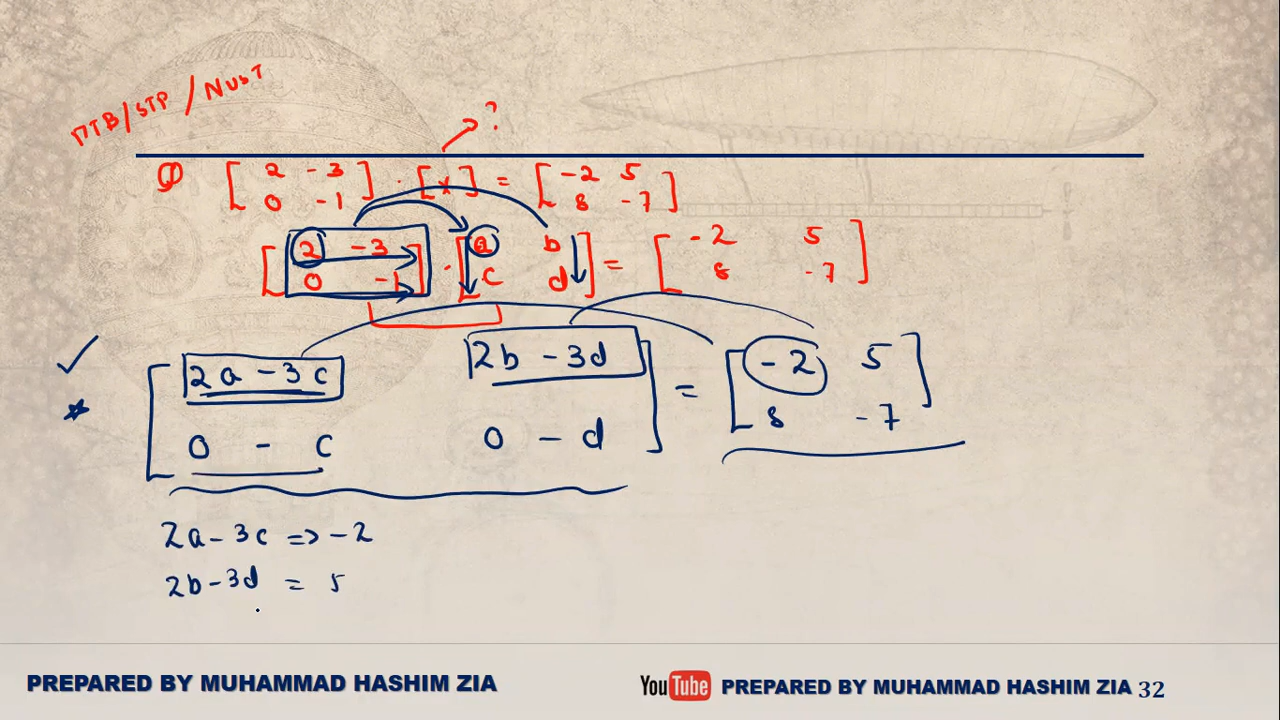 PTB/STP/NUST
?
Q [2 -3 0 -1] · [x] = [-2 5 8 -7]
[2 -3 0 -1] · [a b c d] = [-2 5 8 -7]
[2a - 3c 2b - 3d 0 - c 0 - d] = [-2 5 8 -7]
2a - 3c => -2
2b - 3d = 5
PREPARED BY MUHAMMAD HASHIM ZIA
YouTube PREPARED BY MUHAMMAD HASHIM ZIA 32